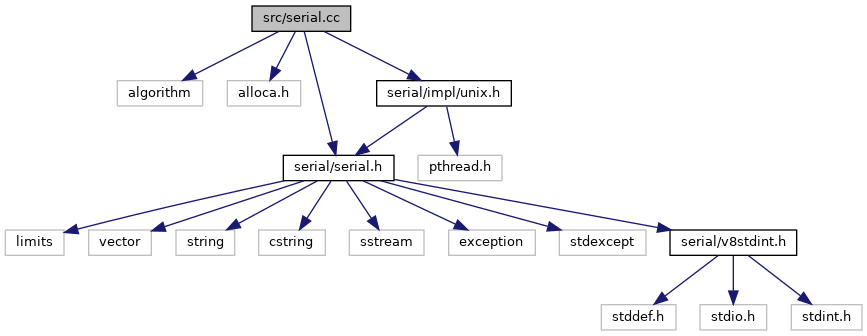 src/serial.cc
algorithm
alloca.h
serial/impl/unix.h
serial/serial.h
pthread.h
limits
vector
string
cstring
sstream
exception
stdexcept
serial/v8stdint.h
stddef.h
stdio.h
stdint.h